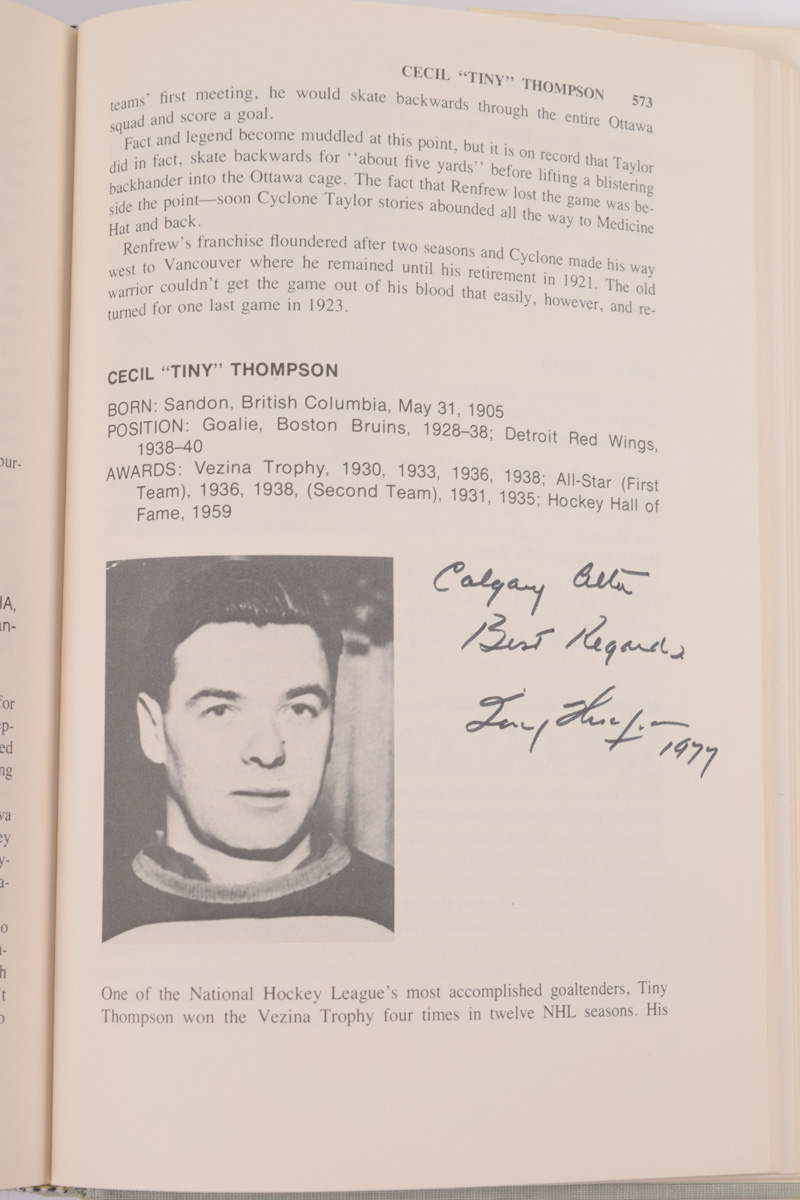 CECIL “TINY” THOMPSON 573
teams’ first meeting, he would skate backwards through the entire Ottawa
squad and score a goal.
Fact and legend become muddled at this point, but it is on record that Taylor
did in fact, skate backwards for “about five yards” before lifting a blistering
backhander into the Ottawa cage. The fact that Renfrew lost the game was be-
side the point—soon Cyclone Taylor stories abounded all the way to Medicine
Hat and back.
Renfrew’s franchise floundered after two seasons and Cyclone made his way
west to Vancouver where he remained until his retirement in 1921. The old
warrior couldn’t get the game out of his blood that easily, however, and re-
turned for one last game in 1923.
CECIL “TINY” THOMPSON
BORN: Sandon, British Columbia, May 31, 1905
POSITION: Goalie, Boston Bruins, 1928–38; Detroit Red Wings,
1938–40
AWARDS: Vezina Trophy, 1930, 1933, 1936, 1938; All-Star (First
Team), 1936, 1938, (Second Team), 1931, 1935; Hockey Hall of
Fame, 1959
Calgary Alta
Best Regards
Tiny Thompson
1977
One of the National Hockey League’s most accomplished goaltenders, Tiny
Thompson won the Vezina Trophy four times in twelve NHL seasons. His